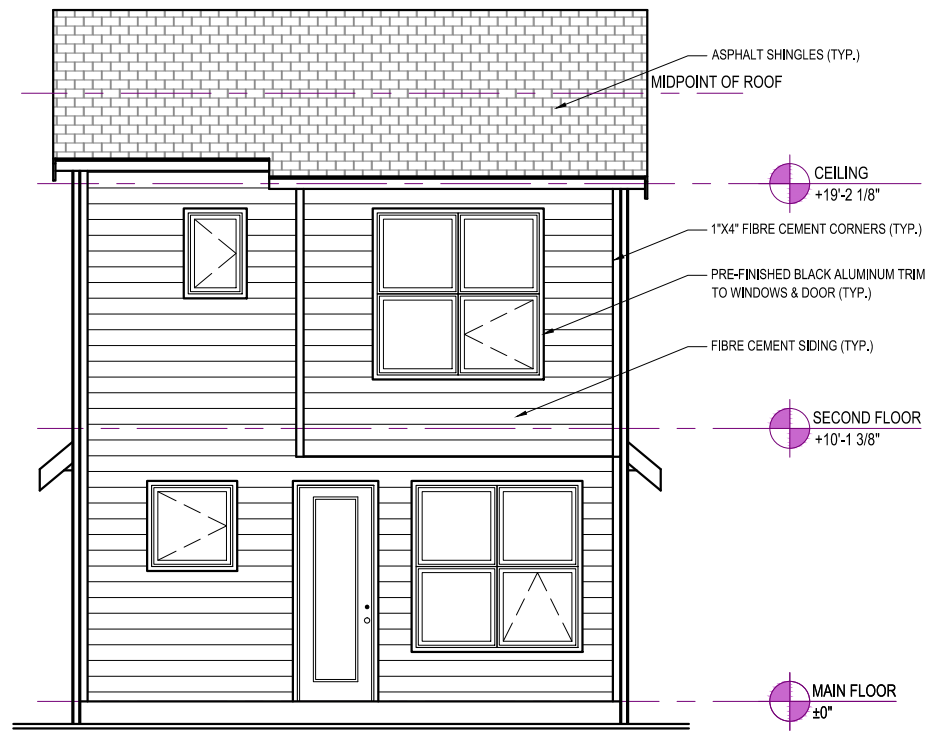 ASPHALT SHINGLES (TYP.)
MIDPOINT OF ROOF
CEILING
+19'-2 1/8"
1"X4" FIBRE CEMENT CORNERS (TYP.)
PRE-FINISHED BLACK ALUMINUM TRIM
TO WINDOWS & DOOR (TYP.)
FIBRE CEMENT SIDING (TYP.)
SECOND FLOOR
+10'-1 3/8"
MAIN FLOOR
±0"